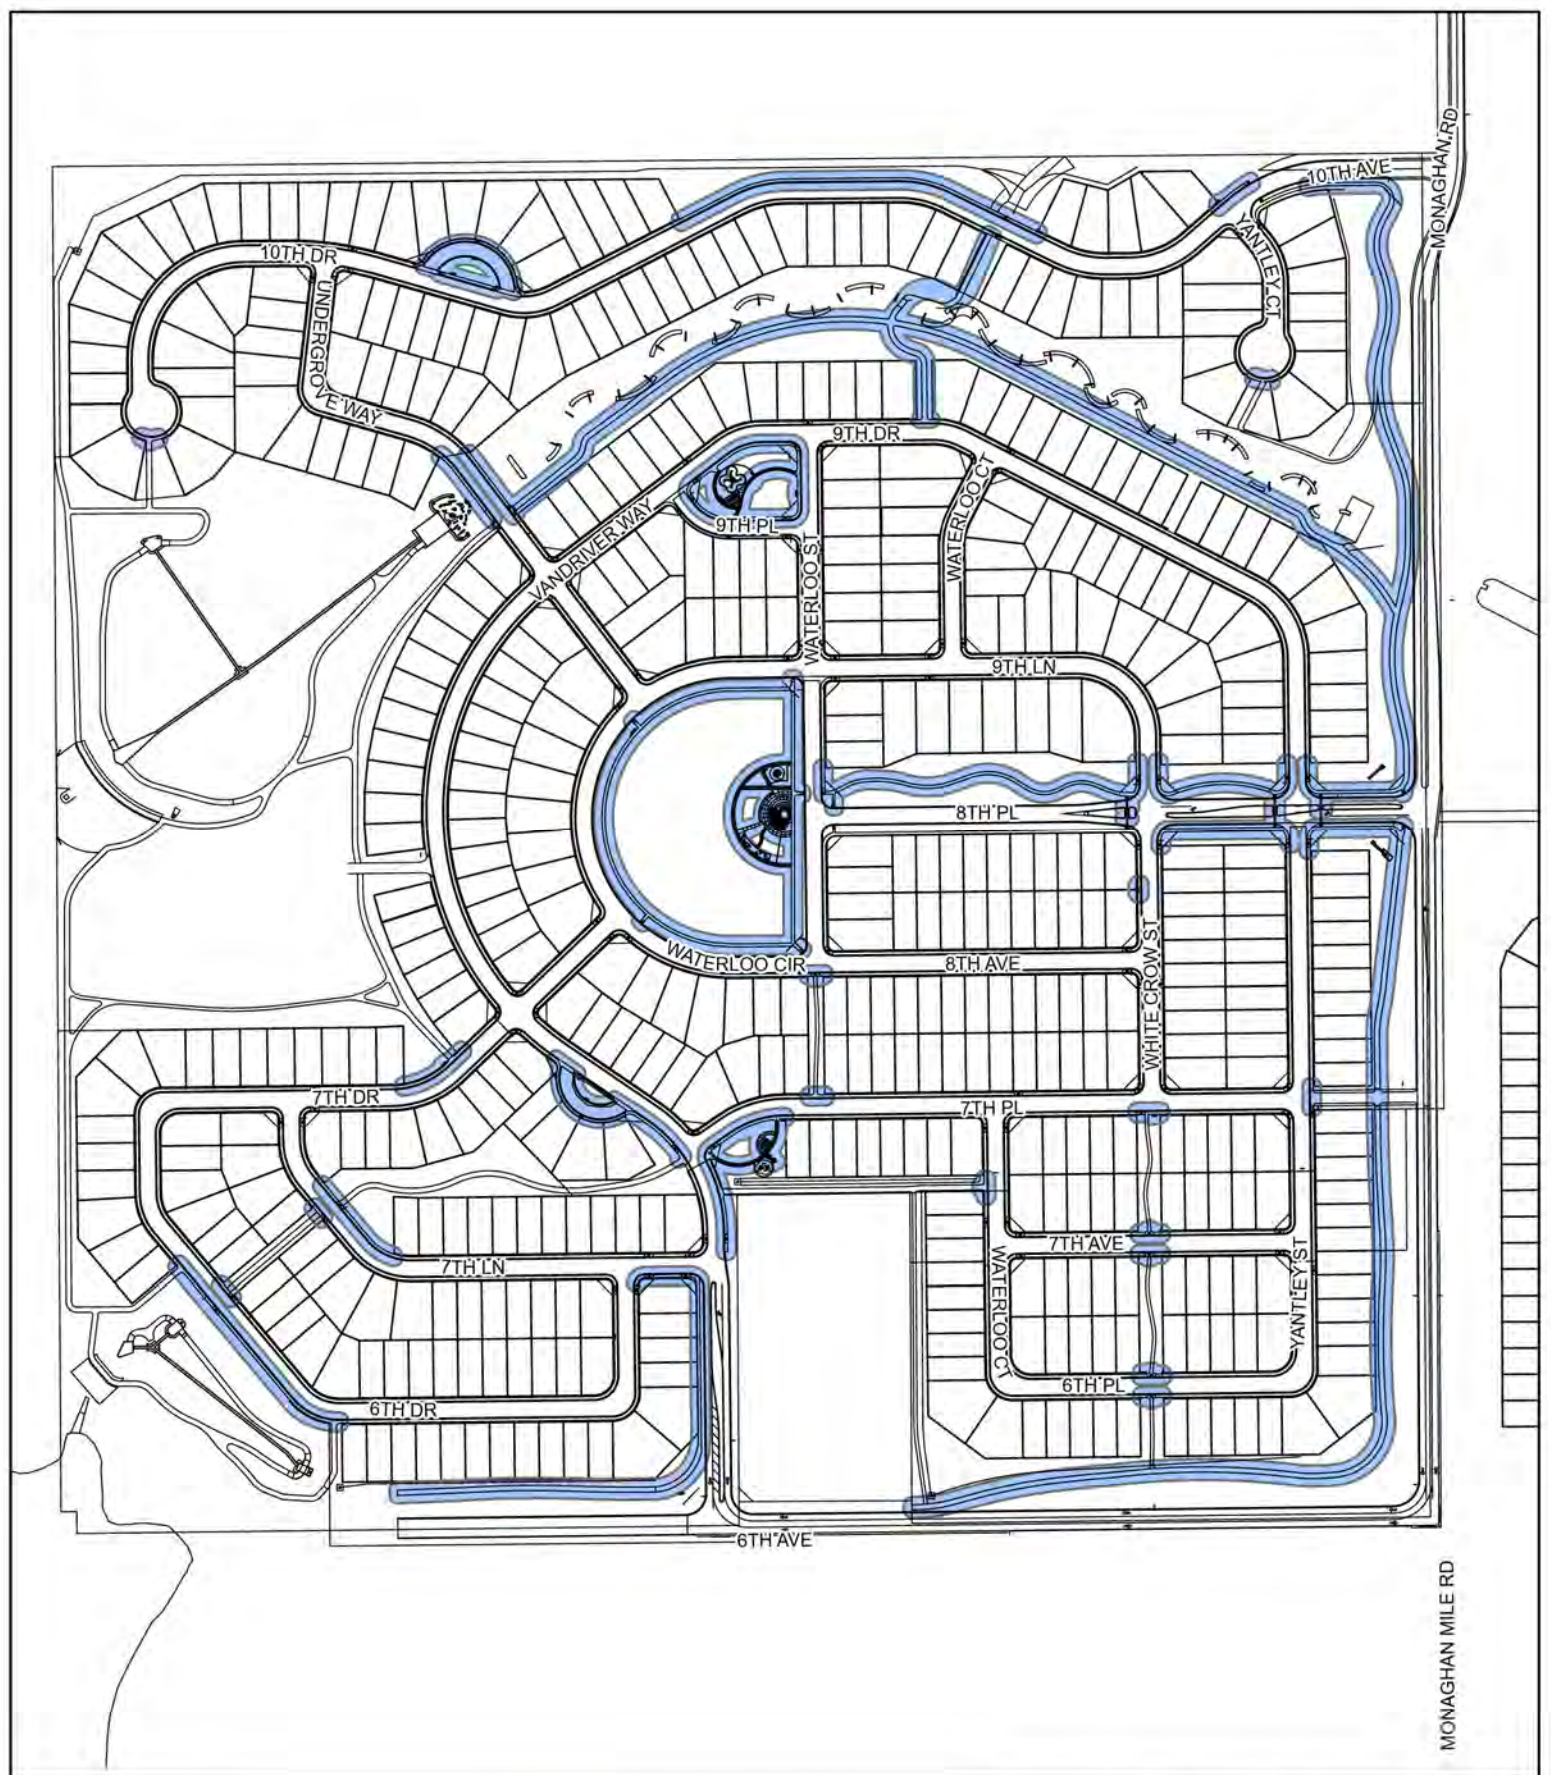 MONAGHAN RD
10TH AVE
YANTLEY CT
10TH DR
UNDERGROVE WAY
9TH DR
WATERLOO CT
9TH PL
VANDRIVER WAY
WATERLOO ST
9TH LN
8TH PL
WATERLOO CIR
8TH AVE
WHITE CROW ST
7TH DR
7TH PL
7TH AVE
7TH LN
WATERLOO CT
YANTLEY ST
6TH PL
6TH DR
6TH AVE
MONAGHAN MILE RD